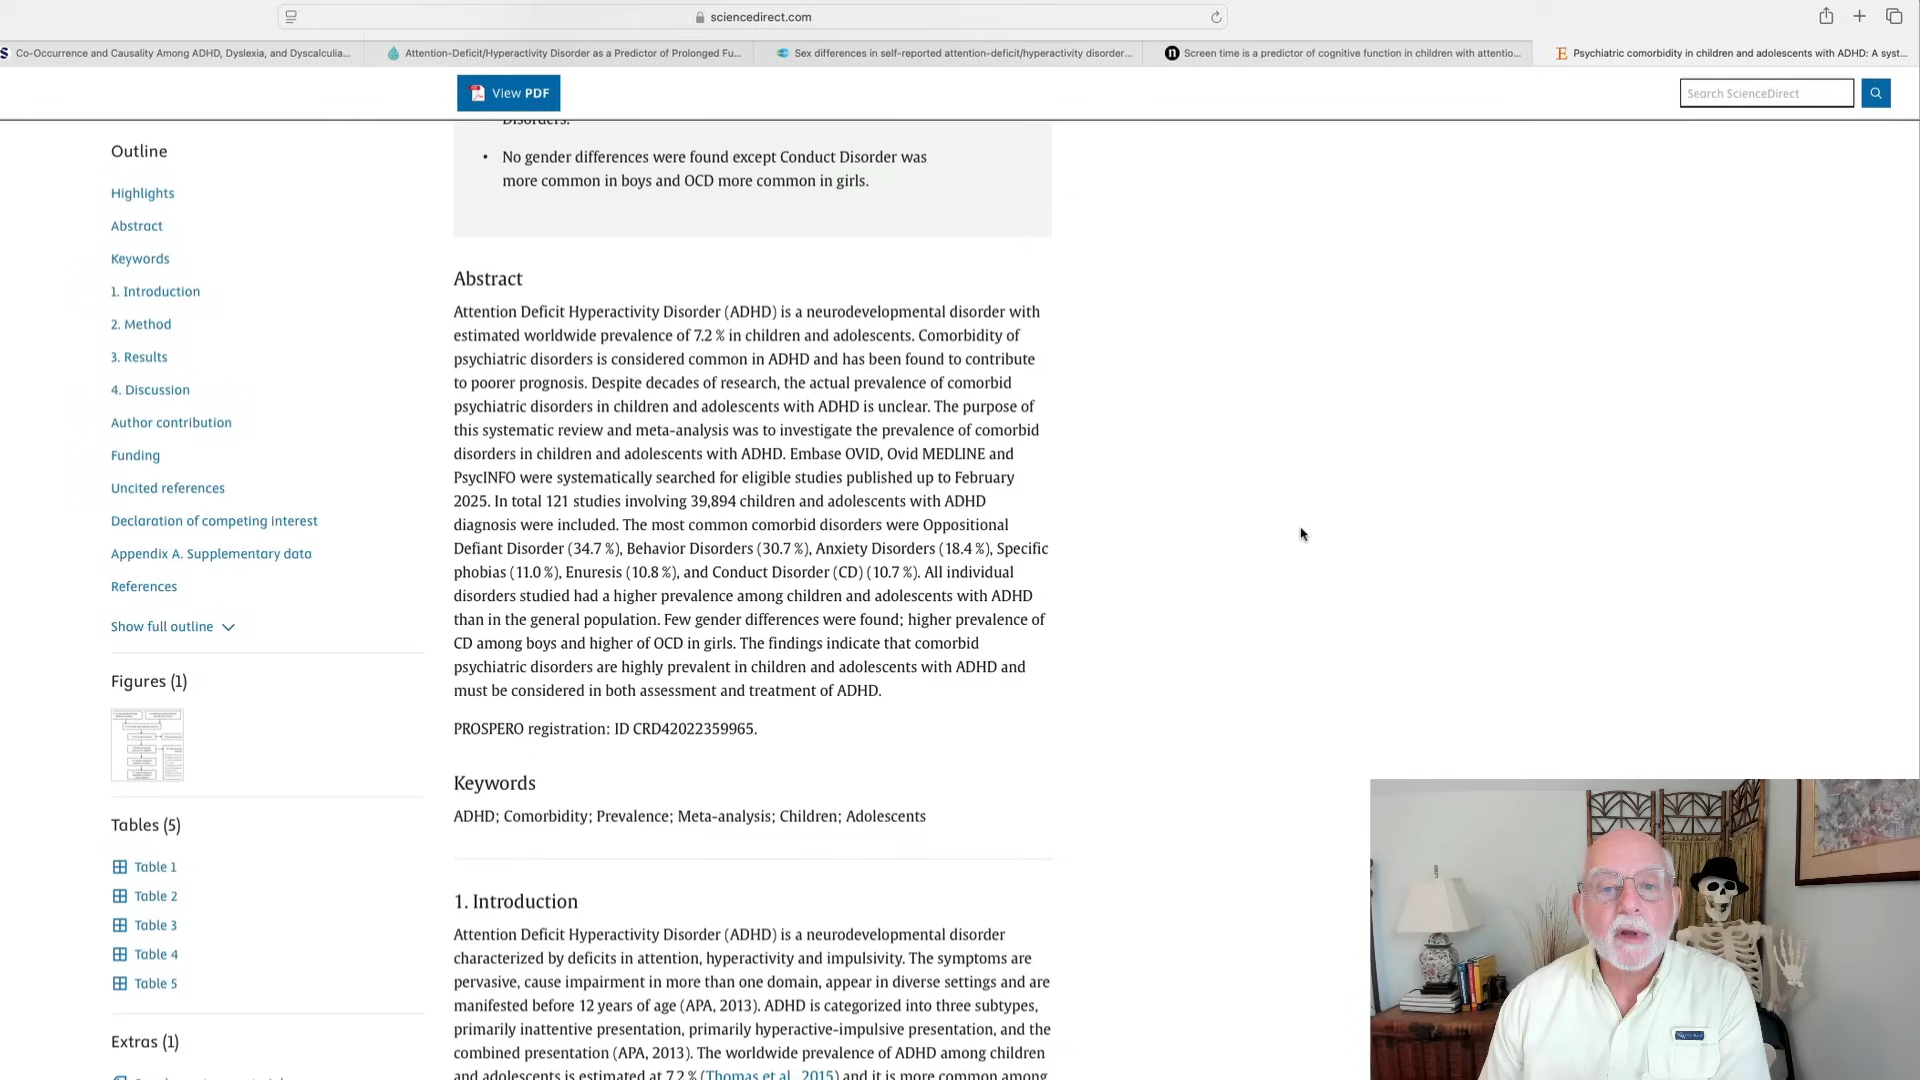 sciencedirect.com
Co-Occurrence and Causality Among ADHD, Dyslexia, and Dyscalculia...
Attention-Deficit/Hyperactivity Disorder as a Predictor of Prolonged Fu...
Sex differences in self-reported attention-deficit/hyperactivity disorder...
Screen time is a predictor of cognitive function in children with attentio...
Psychiatric comorbidity in children and adolescents with ADHD: A syst...
View PDF
Search ScienceDirect
Outline
Highlights
Abstract
Keywords
1. Introduction
2. Method
3. Results
4. Discussion
Author contribution
Funding
Uncited references
Declaration of competing interest
Appendix A. Supplementary data
References
Show full outline
Figures (1)
Tables (5)
Table 1
Table 2
Table 3
Table 4
Table 5
Extras (1)
Disorders.
• No gender differences were found except Conduct Disorder was
more common in boys and OCD more common in girls.
Abstract
Attention Deficit Hyperactivity Disorder (ADHD) is a neurodevelopmental disorder with
estimated worldwide prevalence of 7.2 % in children and adolescents. Comorbidity of
psychiatric disorders is considered common in ADHD and has been found to contribute
to poorer prognosis. Despite decades of research, the actual prevalence of comorbid
psychiatric disorders in children and adolescents with ADHD is unclear. The purpose of
this systematic review and meta-analysis was to investigate the prevalence of comorbid
disorders in children and adolescents with ADHD. Embase OVID, Ovid MEDLINE and
PsycINFO were systematically searched for eligible studies published up to February
2025. In total 121 studies involving 39,894 children and adolescents with ADHD
diagnosis were included. The most common comorbid disorders were Oppositional
Defiant Disorder (34.7 %), Behavior Disorders (30.7 %), Anxiety Disorders (18.4 %), Specific
phobias (11.0 %), Enuresis (10.8 %), and Conduct Disorder (CD) (10.7 %). All individual
disorders studied had a higher prevalence among children and adolescents with ADHD
than in the general population. Few gender differences were found; higher prevalence of
CD among boys and higher of OCD in girls. The findings indicate that comorbid
psychiatric disorders are highly prevalent in children and adolescents with ADHD and
must be considered in both assessment and treatment of ADHD.
PROSPERO registration: ID CRD42022359965.
Keywords
ADHD; Comorbidity; Prevalence; Meta-analysis; Children; Adolescents
1. Introduction
Attention Deficit Hyperactivity Disorder (ADHD) is a neurodevelopmental disorder
characterized by deficits in attention, hyperactivity and impulsivity. The symptoms are
pervasive, cause impairment in more than one domain, appear in diverse settings and are
manifested before 12 years of age (APA, 2013). ADHD is categorized into three subtypes,
primarily inattentive presentation, primarily hyperactive-impulsive presentation, and the
combined presentation (APA, 2013). The worldwide prevalence of ADHD among children
and adolescents is estimated at 7.2 % (Thomas et al., 2015) and it is more common among